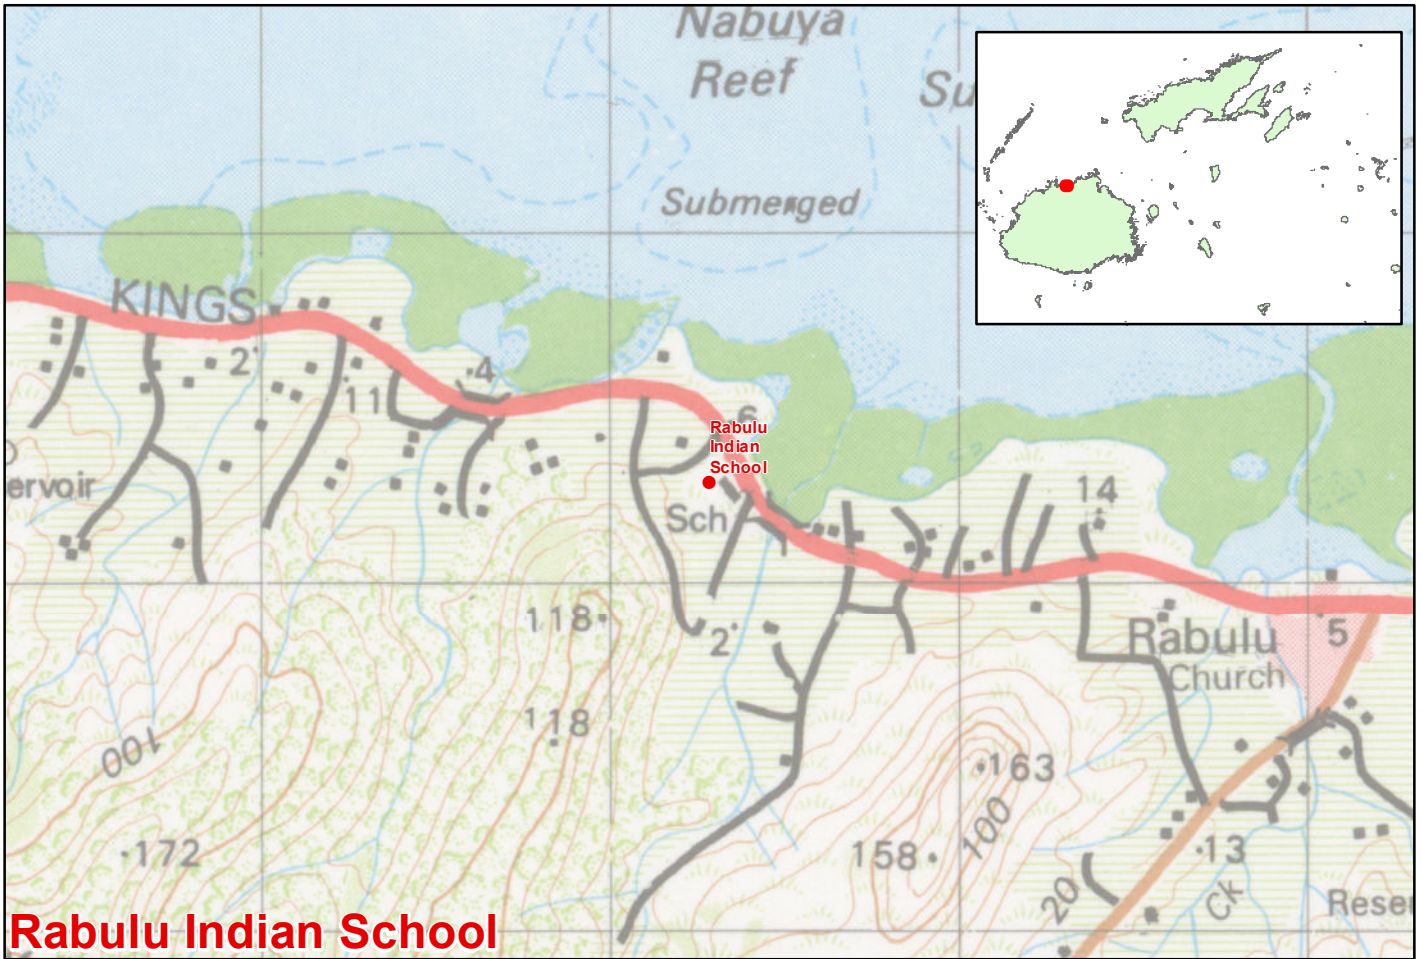 Nabuya
Reef
Su
Submerged
KINGS
2
4
11
6
Rabulu
Indian
School
ervoir
14
Sch
118
2
Rabulu
5
Church
118
100
163
100
172
158
13
20
Ck
Reser
Rabulu Indian School